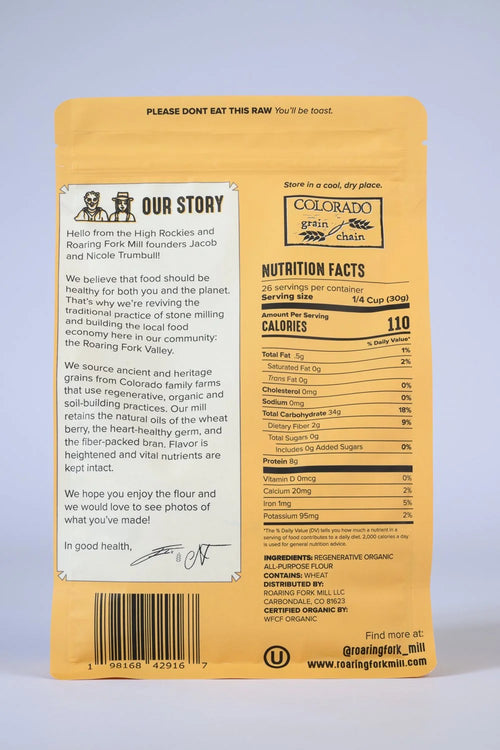 PLEASE DONT EAT THIS RAW You'll be toast.
OUR STORY
Hello from the High Rockies and
Roaring Fork Mill founders Jacob
and Nicole Trumbull!
We believe that food should be
healthy for both you and the planet.
That's why we're reviving the
traditional practice of stone milling
and building the local food
economy here in our community:
the Roaring Fork Valley.
We source ancient and heritage
grains from Colorado family farms
that use regenerative, organic and
soil-building practices. Our mill
retains the natural oils of the wheat
berry, the heart-healthy germ, and
the fiber-packed bran. Flavor is
heightened and vital nutrients are
kept intact.
We hope you enjoy the flour and
we would love to see photos of
what you've made!
In good health,
&
1 98168 42916 7
Store in a cool, dry place.
COLORADO
grain
chain
NUTRITION FACTS
26 servings per container
Serving size 1/4 Cup (30g)
Amount Per Serving
CALORIES 110
% Daily Value*
Total Fat .5g 1%
Saturated Fat 0g 2%
Trans Fat 0g
Cholesterol 0mg 0%
Sodium 0mg 0%
Total Carbohydrate 34g 18%
Dietary Fiber 2g 9%
Total Sugars 0g
Includes 0g Added Sugars 0%
Protein 8g
Vitamin D 0mcg 0%
Calcium 20mg 2%
Iron 1mg 5%
Potassium 95mg 2%
*The % Daily Value (DV) tells you how much a nutrient in a
serving of food contributes to a daily diet. 2,000 calories a day
is used for general nutrition advice.
INGREDIENTS: REGENERATIVE ORGANIC
ALL-PURPOSE FLOUR
CONTAINS: WHEAT
DISTRIBUTED BY:
ROARING FORK MILL LLC
CARBONDALE, CO 81623
CERTIFIED ORGANIC BY:
WFCF ORGANIC
U
Find more at:
@roaringfork_mill
www.roaringforkmill.com